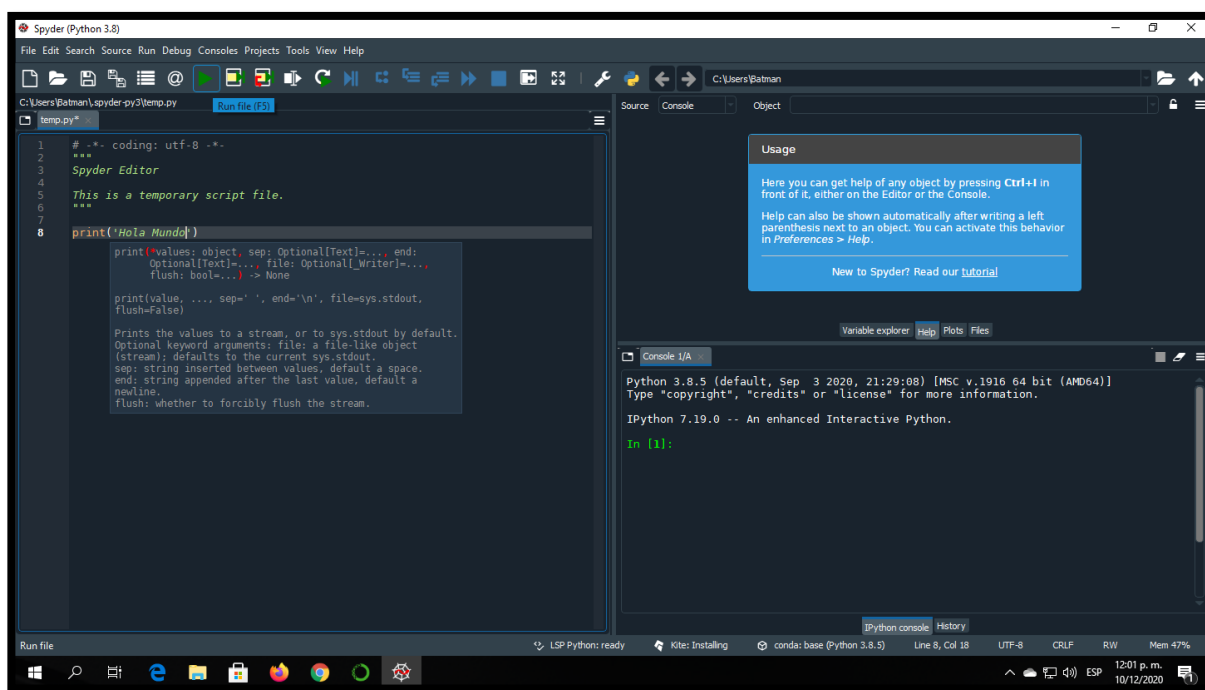 Spyder (Python 3.8)
File Edit Search Source Run Debug Consoles Projects Tools View Help
C:\Users\Batman
C:\Users\Batman\.spyder-py3\temp.py
Run file (F5)
temp.py*
1 # -*- coding: utf-8 -*-
2 """
3 Spyder Editor
4
5 This is a temporary script file.
6 """
7
8 print('Hola Mundo')
print(*values: object, sep: Optional[Text]=..., end:
Optional[Text]=..., file: Optional[_Writer]=...,
flush: bool=...) -> None
print(value, ..., sep=' ', end='\n', file=sys.stdout,
flush=False)
Prints the values to a stream, or to sys.stdout by default.
Optional keyword arguments: file: a file-like object
(stream); defaults to the current sys.stdout.
sep: string inserted between values, default a space.
end: string appended after the last value, default a
newline.
flush: whether to forcibly flush the stream.
Source Console Object
Usage
Here you can get help of any object by pressing Ctrl+I in
front of it, either on the Editor or the Console.
Help can also be shown automatically after writing a left
parenthesis next to an object. You can activate this behavior
in Preferences > Help.
New to Spyder? Read our tutorial
Variable explorer Help Plots Files
Console 1/A
Python 3.8.5 (default, Sep 3 2020, 21:29:08) [MSC v.1916 64 bit (AMD64)]
Type "copyright", "credits" or "license" for more information.
IPython 7.19.0 -- An enhanced Interactive Python.
In [1]:
IPython console History
Run file LSP Python: ready Kite: Installing conda: base (Python 3.8.5) Line 8, Col 18 UTF-8 CRLF RW Mem 47%
ESP 12:01 p. m.
10/12/2020